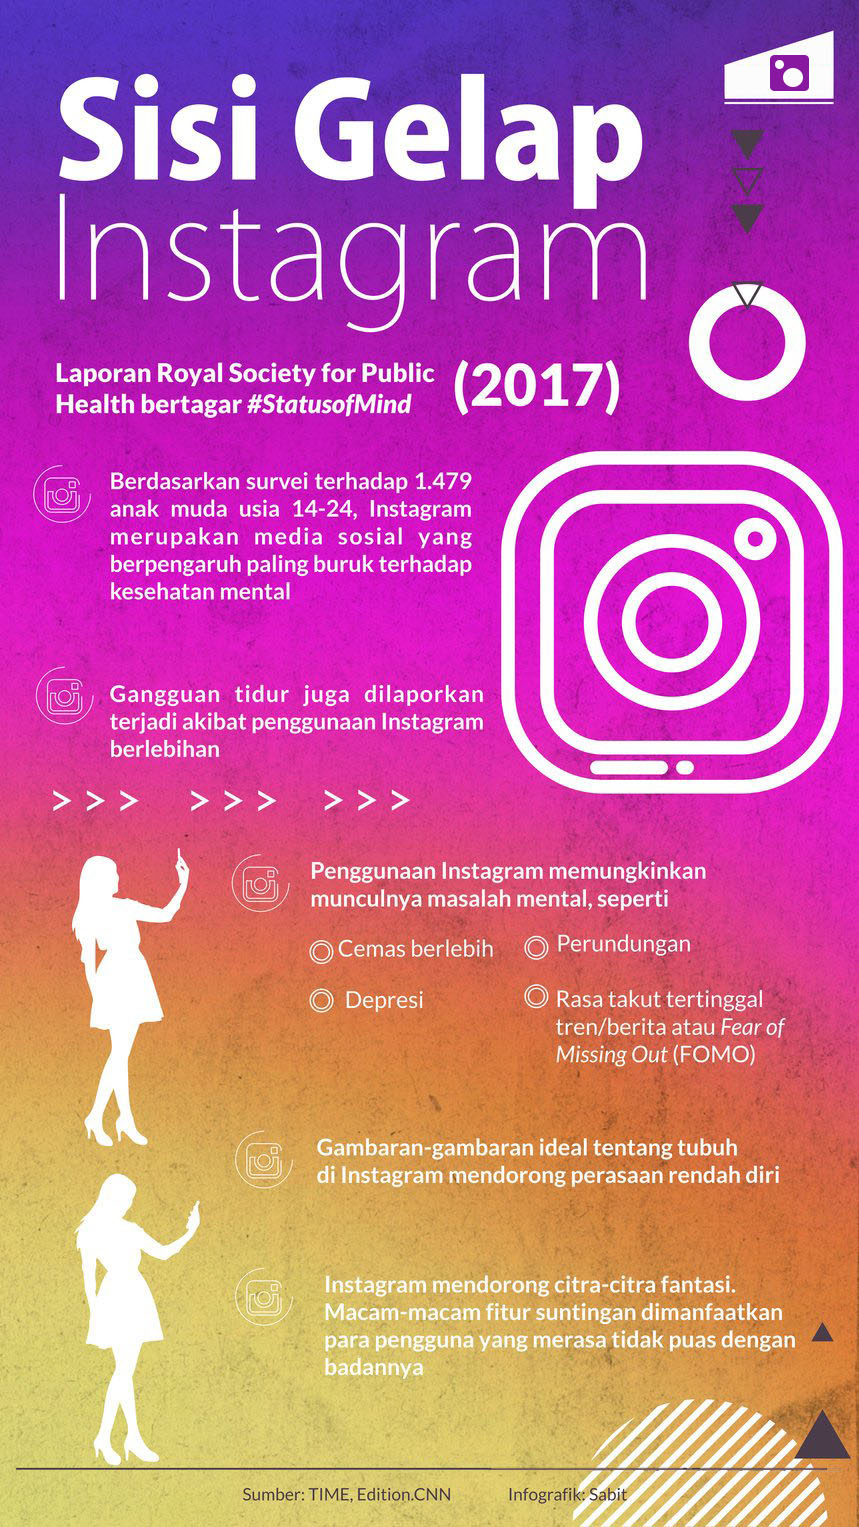 Sisi Gelap
Instagram
Laporan Royal Society for Public
Health bertagar #StatusofMind
(2017)
Berdasarkan survei terhadap 1.479
anak muda usia 14-24, Instagram
merupakan media sosial yang
berpengaruh paling buruk terhadap
kesehatan mental
Gangguan tidur juga dilaporkan
terjadi akibat penggunaan Instagram
berlebihan
> > > > > > > > >
Penggunaan Instagram memungkinkan
munculnya masalah mental, seperti
Cemas berlebih
Depresi
Perundungan
Rasa takut tertinggal
tren/berita atau Fear of
Missing Out (FOMO)
Gambaran-gambaran ideal tentang tubuh
di Instagram mendorong perasaan rendah diri
Instagram mendorong citra-citra fantasi.
Macam-macam fitur suntingan dimanfaatkan
para pengguna yang merasa tidak puas dengan
badannya
Sumber: TIME, Edition.CNN
Infografik: Sabit